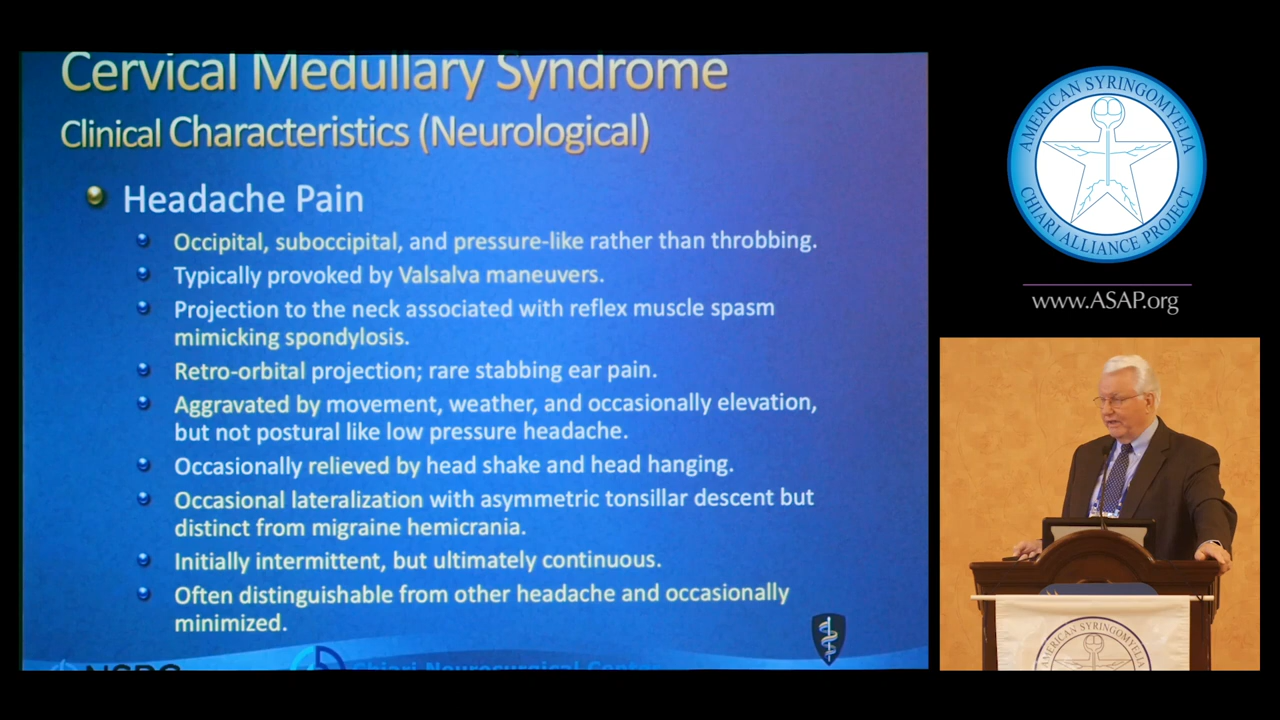 Cervical Medullary Syndrome
Clinical Characteristics (Neurological)
Headache Pain
Occipital, suboccipital, and pressure-like rather than throbbing.
Typically provoked by Valsalva maneuvers.
Projection to the neck associated with reflex muscle spasm
mimicking spondylosis.
Retro-orbital projection; rare stabbing ear pain.
Aggravated by movement, weather, and occasionally elevation,
but not postural like low pressure headache.
Occasionally relieved by head shake and head hanging.
Occasional lateralization with asymmetric tonsillar descent but
distinct from migraine hemicrania.
Initially intermittent, but ultimately continuous.
Often distinguishable from other headache and occasionally
minimized.
Chiari Neurosurgical
AMERICAN SYRINGOMYELIA
CHIARI ALLIANCE PROJECT
www.ASAP.org
AMERICAN SYRINGOMYELIA